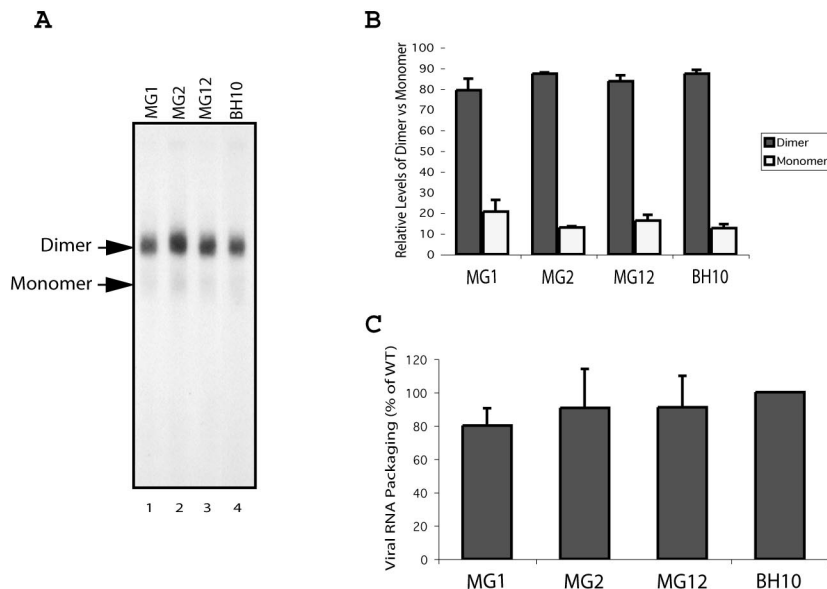 A
MG1
MG2
MG12
BH10
Dimer
Monomer
1 2 3 4
B
Relative Levels of Dimer vs Monomer
100
90
80
70
60
50
40
30
20
10
0
MG1 MG2 MG12 BH10
Dimer
Monomer
C
Viral RNA Packaging (% of WT)
120
100
80
60
40
20
0
MG1 MG2 MG12 BH10